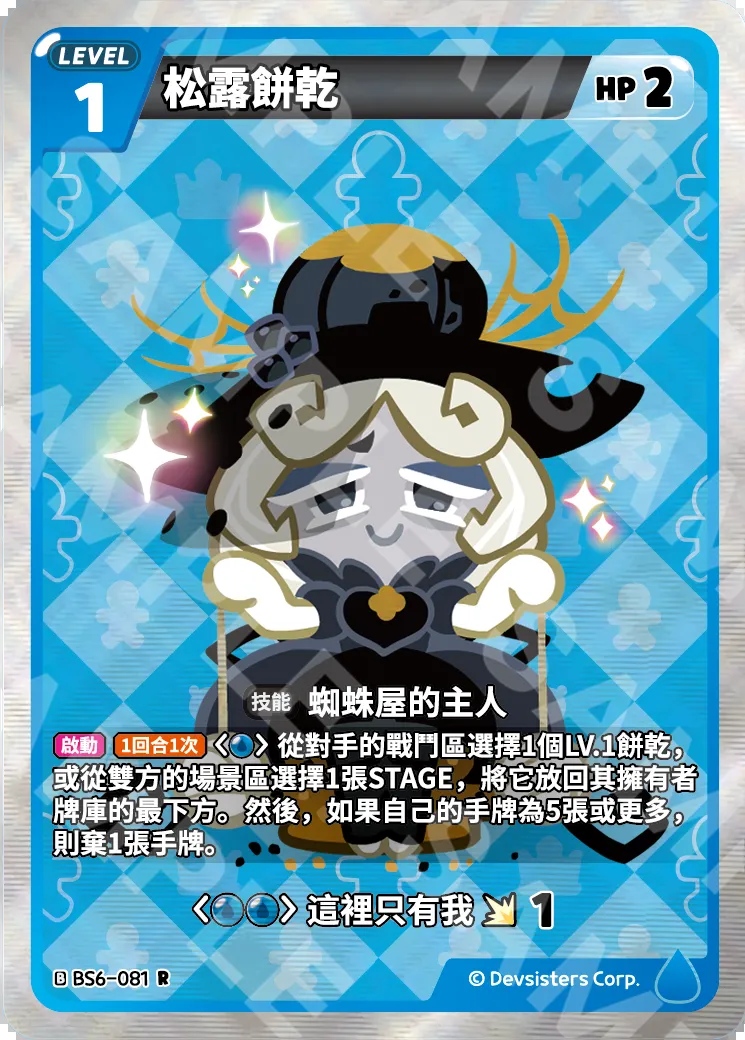 LEVEL
1
松露餅乾
HP 2
技能 蜘蛛屋的主人
啟動 1回合1次 〈〉從對手的戰鬥區選擇1個LV.1餅乾，
或從雙方的場景區選擇1張STAGE，將它放回其擁有者
牌庫的最下方。然後，如果自己的手牌為5張或更多，
則棄1張手牌。
〈〉這裡只有我 1
B BS6-081 R
© Devsisters Corp.
SAMPLE